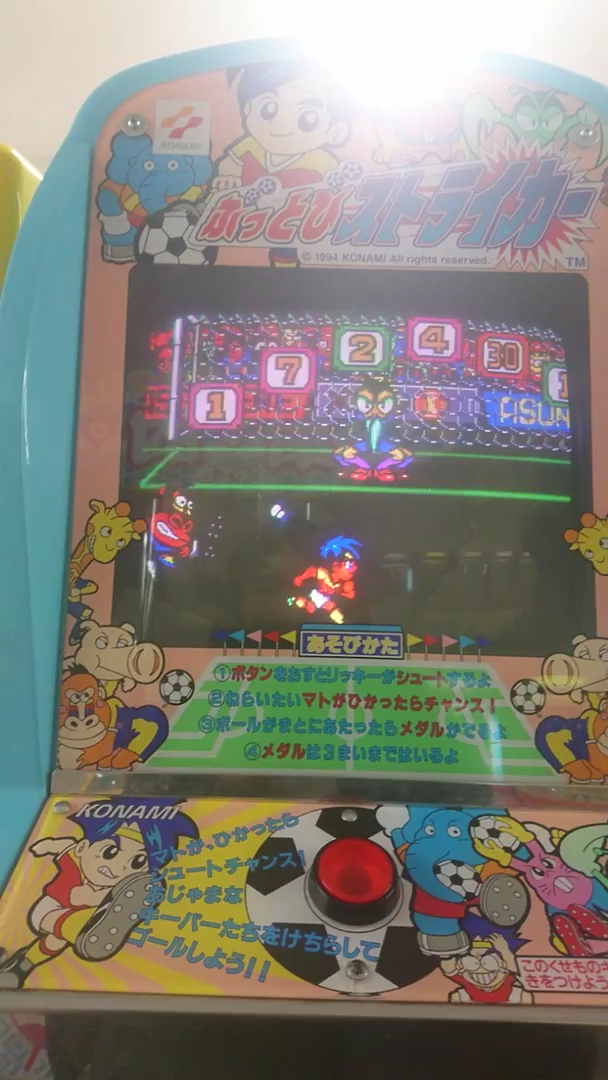 KONAMI
ぶっとびストライカー
© 1994 KONAMI All rights reserved.
TM
1 7 2 4 30
ASUN
あそびかた
①ボタンをおすとリッキーがシュートするよ
②ねらいたいマトがひかったらチャンス!
③ボールがまとにあたったらメダルがでるよ
④メダルは3まいまではいるよ
KONAMI
マトが、ひかったら
シュートチャンス!
おじゃまな
キーパーたちをけちらして
ゴールしよう!!
このくせもの
きをつけよう